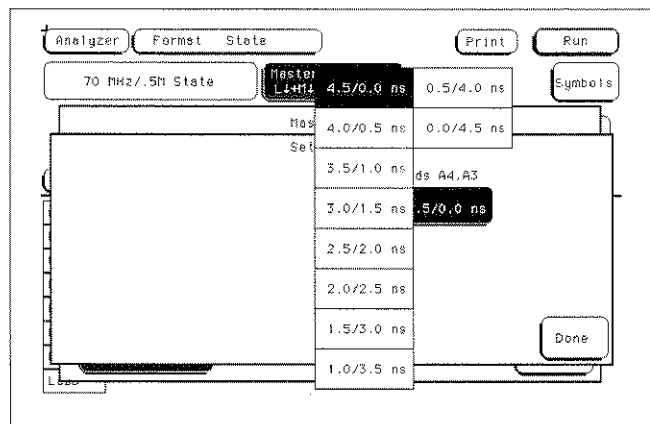 Analyzer Format State Print Run
70 MHz/.5M State Master Symbols
L↓+M↓ 4.5/0.0 ns 0.5/4.0 ns
Mas 4.0/0.5 ns 0.0/4.5 ns
Set
3.5/1.0 ns ds A4,A3
3.0/1.5 ns .5/0.0 ns
2.5/2.0 ns
2.0/2.5 ns
1.5/3.0 ns Done
1.0/3.5 ns